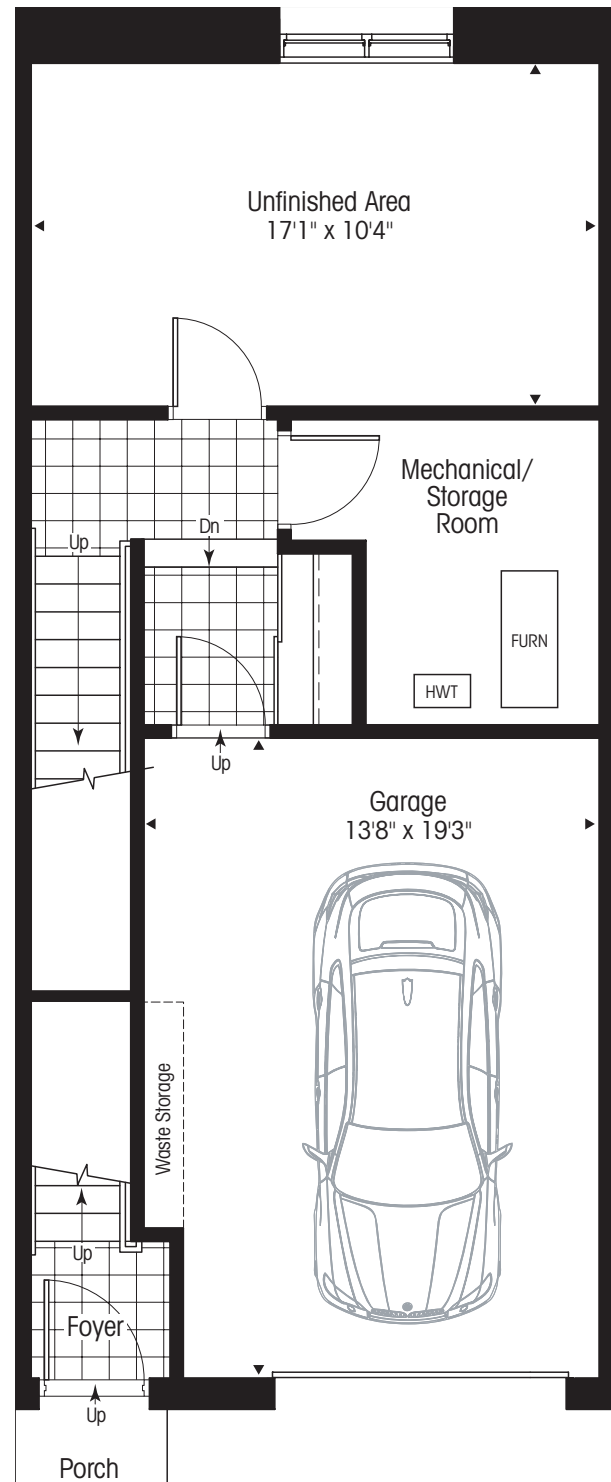 Unfinished Area
17'1" x 10'4"
Mechanical/
Storage
Room
Up
Dn
FURN
HWT
Up
Garage
13'8" x 19'3"
Waste Storage
Up
Foyer
Up
Porch